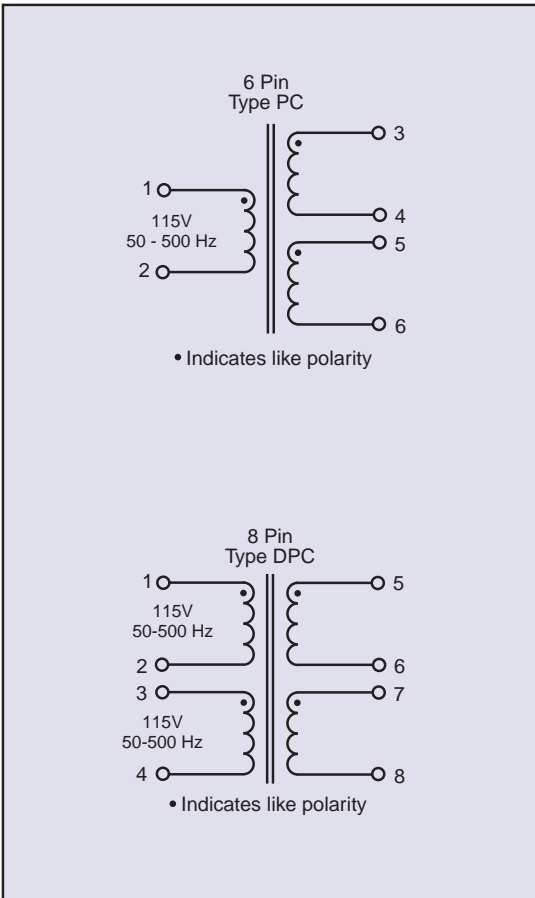 6 Pin
Type PC
3
1
115V
4
50 - 500 Hz
5
2
6
• Indicates like polarity
8 Pin
Type DPC
1
5
115V
50-500 Hz
2
6
3
7
115V
50-500 Hz
4
8
• Indicates like polarity